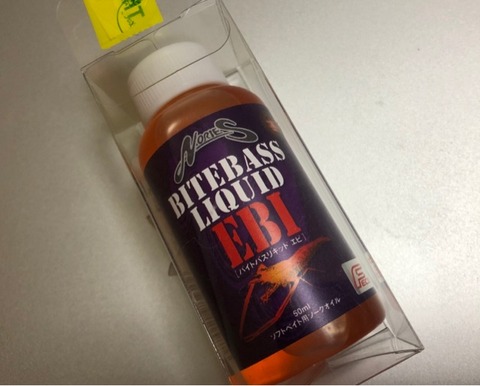 NORIES
BITEBASS
LIQUID
EBI
[バイトバスリキッド エビ]
50ml
ソフトベイト用 ノークオイル